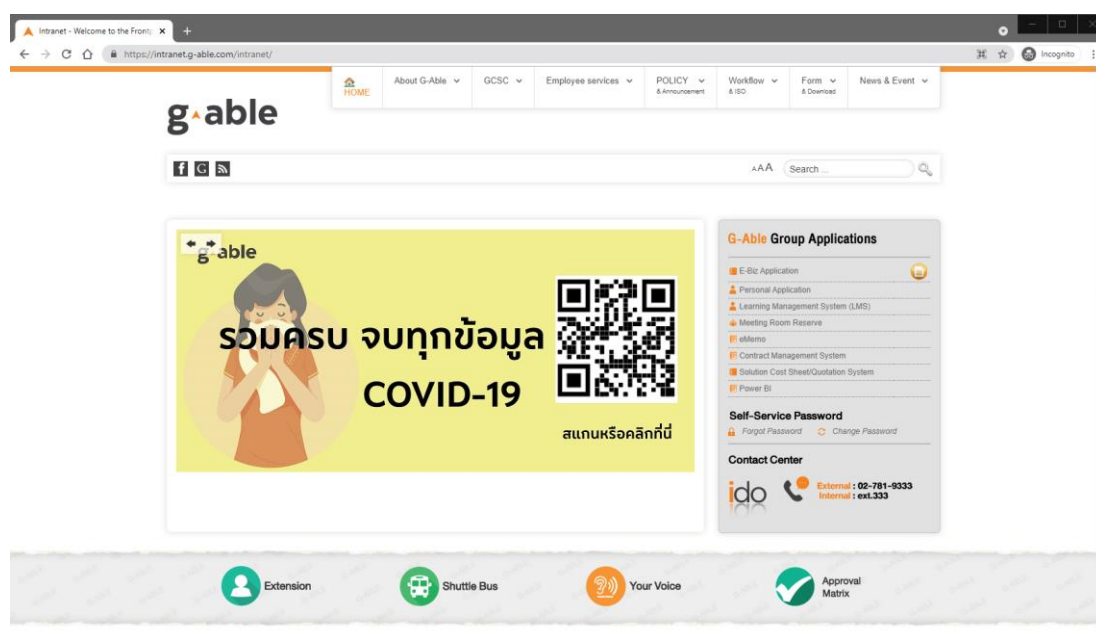 Intranet - Welcome to the Frontp
https://intranet.g-able.com/intranet/
Incognito
HOME
About G-Able
GCSC
Employee services
POLICY
& Announcement
Workflow
& ISO
Form
& Download
News & Event
g-able
f G
AAA
Search ...
g-able
รวมครบ จบทุกข้อมูล
COVID-19
สแกนหรือคลิกที่นี่
G-Able Group Applications
E-Biz Application
Personal Application
Learning Management System (LMS)
Meeting Room Reserve
eMemo
Contract Management System
Solution Cost Sheet/Quotation System
Power BI
Self-Service Password
Forgot Password
Change Password
Contact Center
ido
External : 02-781-9333
Internal : ext.333
Extension
Shuttle Bus
Your Voice
Approval
Matrix